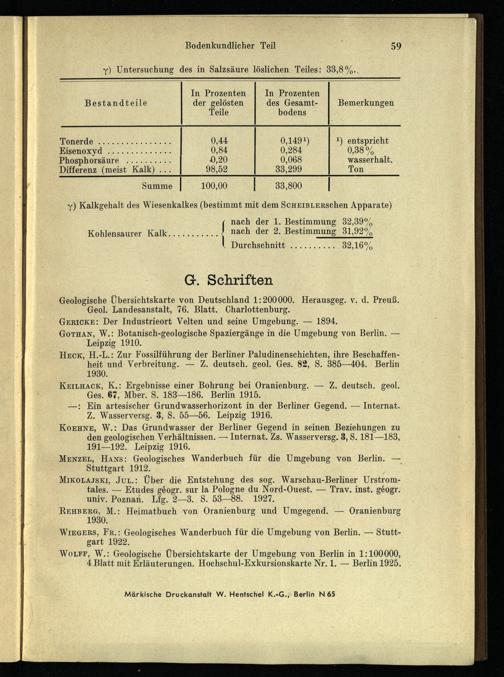 Bodenkundlicher Teil 59
γ) Untersuchung des in Salzsäure löslichen Teiles: 33,8%.
Bestandteile | In Prozenten der gelösten Teile | In Prozenten des Gesamt-bodens | Bemerkungen
Tonerde ................ 0,44 0,149¹) ¹) entspricht
Eisenoxyd .............. 0,84 0,284 0,38%
Phosphorsäure .......... 0,20 0,068 wasserhalt.
Differenz (meist Kalk) ... 98,52 33,299 Ton
Summe 100,00 33,800
γ) Kalkgehalt des Wiesenkalkes (bestimmt mit dem SCHEIBLERschen Apparate)
nach der 1. Bestimmung 32,39%
Kohlensaurer Kalk........... { nach der 2. Bestimmung 31,92%
Durchschnitt .......... 32,16%
G. Schriften
Geologische Übersichtskarte von Deutschland 1:200000. Herausgeg. v. d. Preuß.
Geol. Landesanstalt, 76. Blatt. Charlottenburg.
GERICKE: Der Industrieort Velten und seine Umgebung. — 1894.
GOTHAN, W.: Botanisch-geologische Spaziergänge in die Umgebung von Berlin. —
Leipzig 1910.
HECK, H.-L.: Zur Fossilführung der Berliner Paludinenschichten, ihre Beschaffen-
heit und Verbreitung. — Z. deutsch. geol. Ges. 82, S. 385—404. Berlin
1930.
KEILHACK, K.: Ergebnisse einer Bohrung bei Oranienburg. — Z. deutsch. geol.
Ges. 67, Mber. S. 183—186. Berlin 1915.
—: Ein artesischer Grundwasserhorizont in der Berliner Gegend. — Internat.
Z. Wasserversg. 3, S. 55—56. Leipzig 1916.
KOEHNE, W.: Das Grundwasser der Berliner Gegend in seinen Beziehungen zu
den geologischen Verhältnissen. — Internat. Zs. Wasserversg. 3, S. 181—183,
191—192. Leipzig 1916.
MENZEL, HANS: Geologisches Wanderbuch für die Umgebung von Berlin. —
Stuttgart 1912.
MIKOLAJSKI, JUL.: Über die Entstehung des sog. Warschau-Berliner Urstrom-
tales. — Etudes géogr. sur la Pologne du Nord-Ouest. — Trav. inst. géogr.
univ. Poznań. Lfg. 2—3. S. 53—88. 1927.
REHBERG, M.: Heimatbuch von Oranienburg und Umgegend. — Oranienburg
1930.
WIEGERS, FR.: Geologisches Wanderbuch für die Umgebung von Berlin. — Stutt-
gart 1922.
WOLFF, W.: Geologische Übersichtskarte der Umgebung von Berlin in 1:100000,
4 Blatt mit Erläuterungen. Hochschul-Exkursionskarte Nr. 1. — Berlin 1925.
Märkische Druckanstalt W. Hentschel K.-G., Berlin N 65